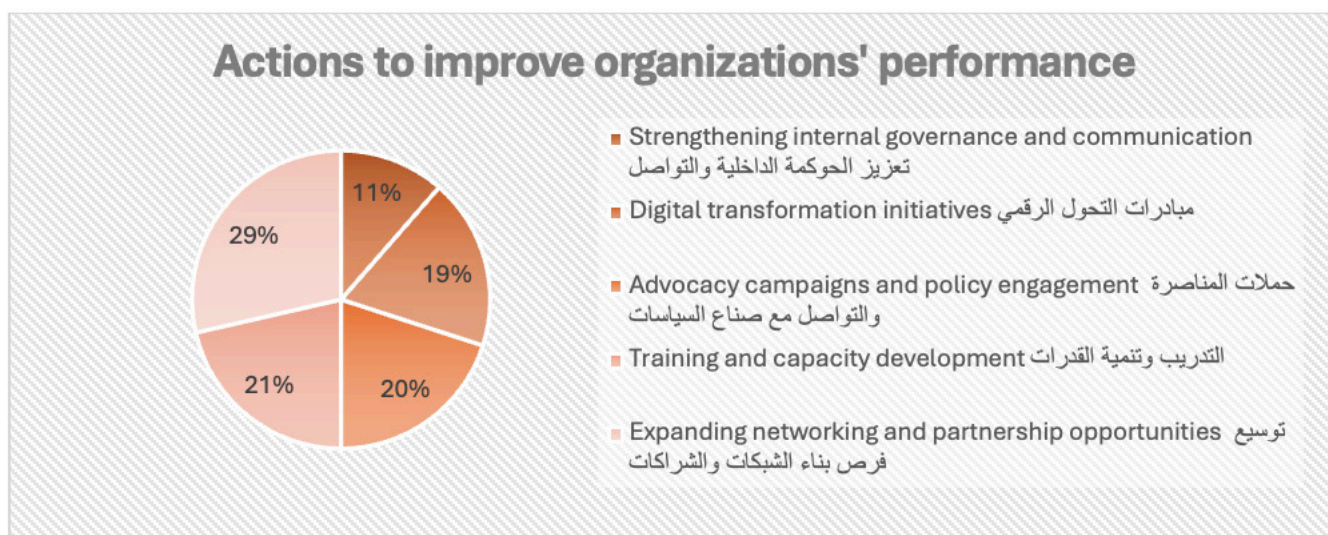 Actions to improve organizations' performance
11%
19%
20%
21%
29%
Strengthening internal governance and communication
تعزيز الحوكمة الداخلية والتواصل
Digital transformation initiatives مبادرات التحول الرقمي
Advocacy campaigns and policy engagement حملات المناصرة
والتواصل مع صناع السياسات
Training and capacity development التدريب وتنمية القدرات
Expanding networking and partnership opportunities توسيع
فرص بناء الشبكات والشراكات